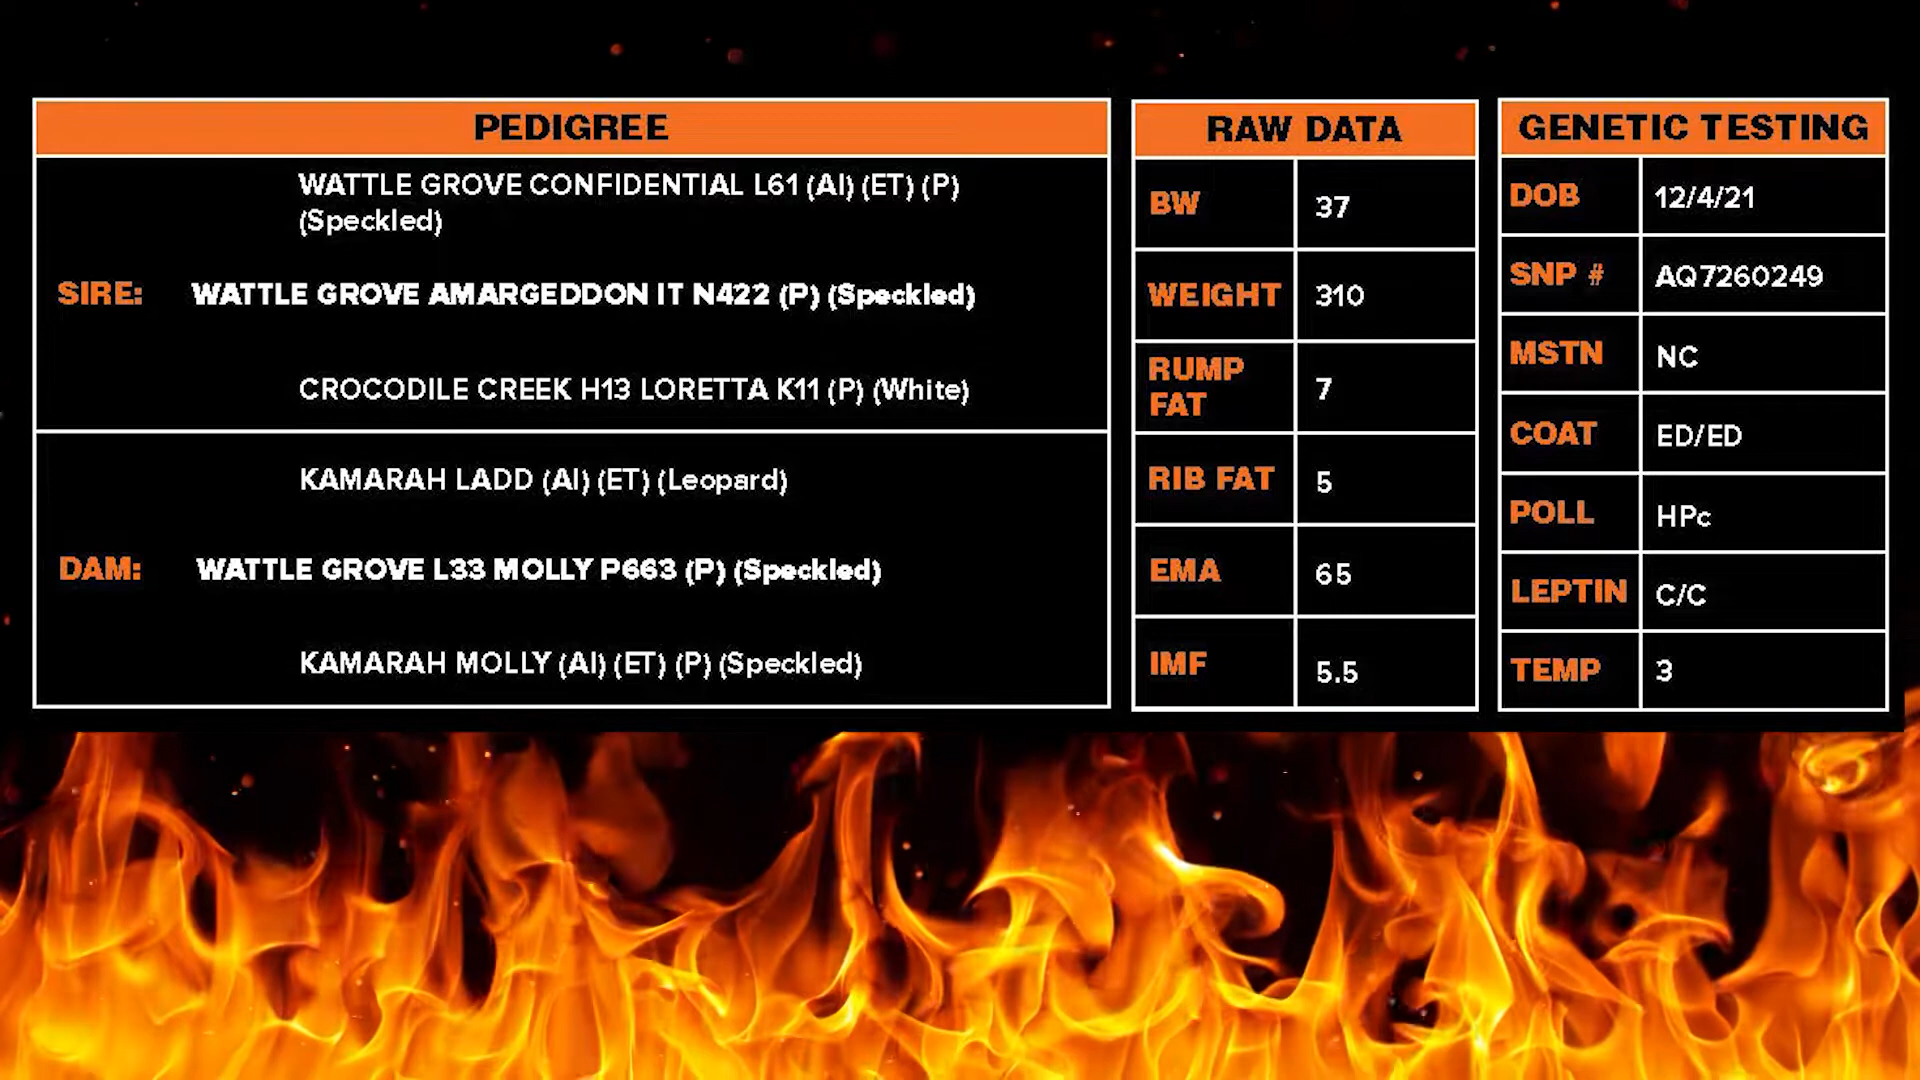 PEDIGREE
WATTLE GROVE CONFIDENTIAL L61 (AI) (ET) (P)
(Speckled)
SIRE: WATTLE GROVE AMARGEDDON IT N422 (P) (Speckled)
CROCODILE CREEK H13 LORETTA K11 (P) (White)
KAMARAH LADD (AI) (ET) (Leopard)
DAM: WATTLE GROVE L33 MOLLY P663 (P) (Speckled)
KAMARAH MOLLY (AI) (ET) (P) (Speckled)
RAW DATA
BW 37
WEIGHT 310
RUMP
FAT 7
RIB FAT 5
EMA 65
IMF 5.5
GENETIC TESTING
DOB 12/4/21
SNP # AQ7260249
MSTN NC
COAT ED/ED
POLL HPc
LEPTIN C/C
TEMP 3